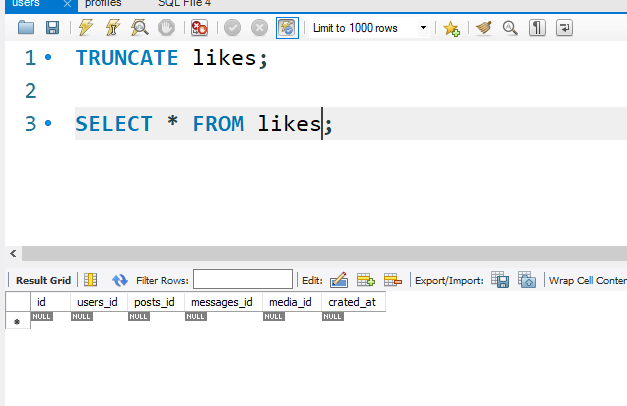 users profiles SQL File 4
Limit to 1000 rows
1 TRUNCATE likes;
2
3 SELECT * FROM likes;
Result Grid Filter Rows: Edit: Export/Import: Wrap Cell Conten
id users_id posts_id messages_id media_id crated_at
* NULL NULL NULL NULL NULL NULL